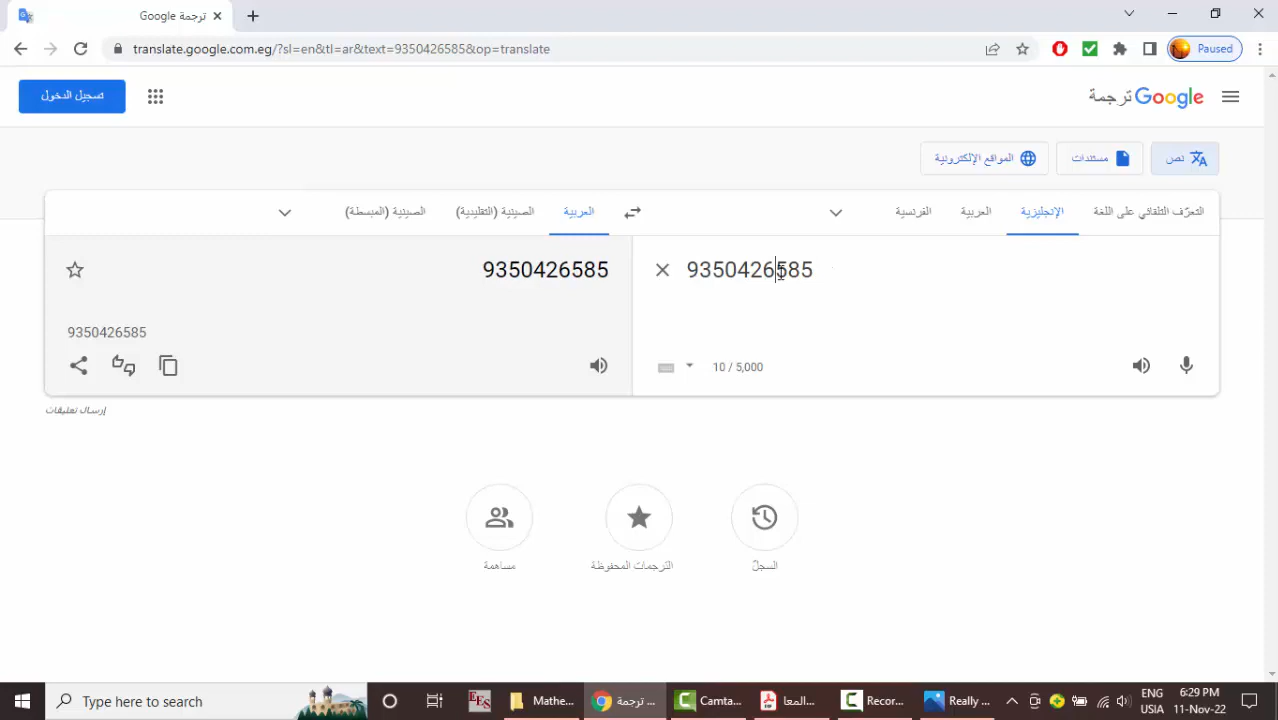 ترجمة Google
translate.google.com.eg/?sl=en&tl=ar&text=9350426585&op=translate
Paused
تسجيل الدخول
ترجمة Google
نص
مستندات
المواقع الإلكترونية
التعرّف التلقائي على اللغة
الإنجليزية
العربية
الفرنسية
العربية
الصينية (التقليدية)
الصينية (المبسطة)
9350426585
9350426585
9350426585
10 / 5,000
إرسال تعليقات
السجلّ
الترجمات المحفوظة
مساهمة
Type here to search
EES
Mathe...
ترجمة ...
Camta...
المعا...
Recor...
Really ...
ENG
USIA
6:29 PM
11-Nov-22